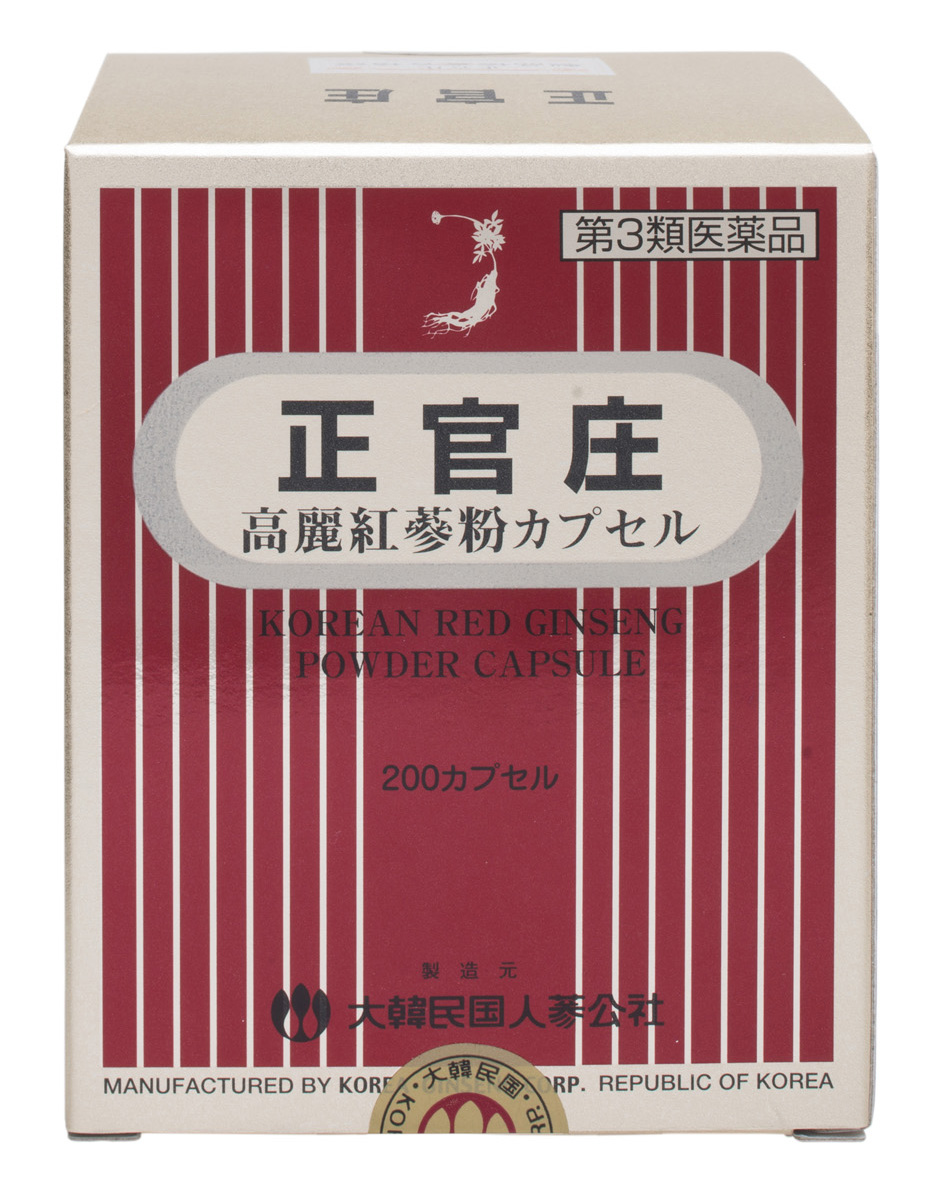 正官庄
第3類医薬品
正官庄
高麗紅蔘粉カプセル
KOREAN RED GINSENG
POWDER CAPSULE
200カプセル
製造元
大韓民国人蔘公社
MANUFACTURED BY KOREA GINSENG CORP. REPUBLIC OF KOREA
・大韓民国・